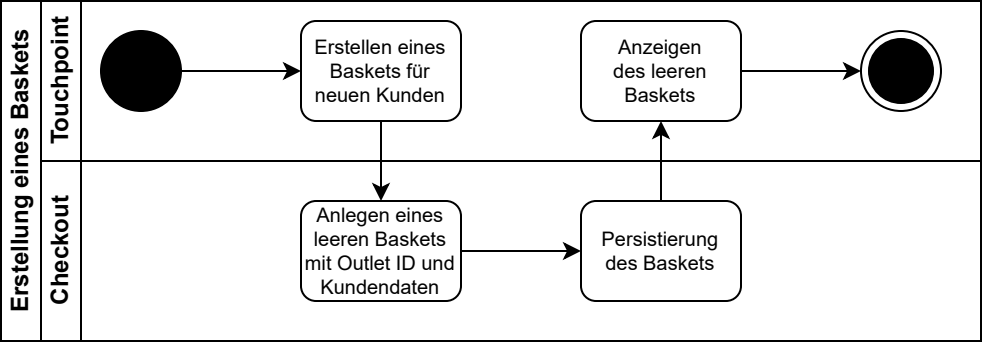 Erstellung eines Baskets
Touchpoint
Erstellen eines
Baskets für
neuen Kunden
Anzeigen
des leeren
Baskets
Checkout
Anlegen eines
leeren Baskets
mit Outlet ID und
Kundendaten
Persistierung
des Baskets